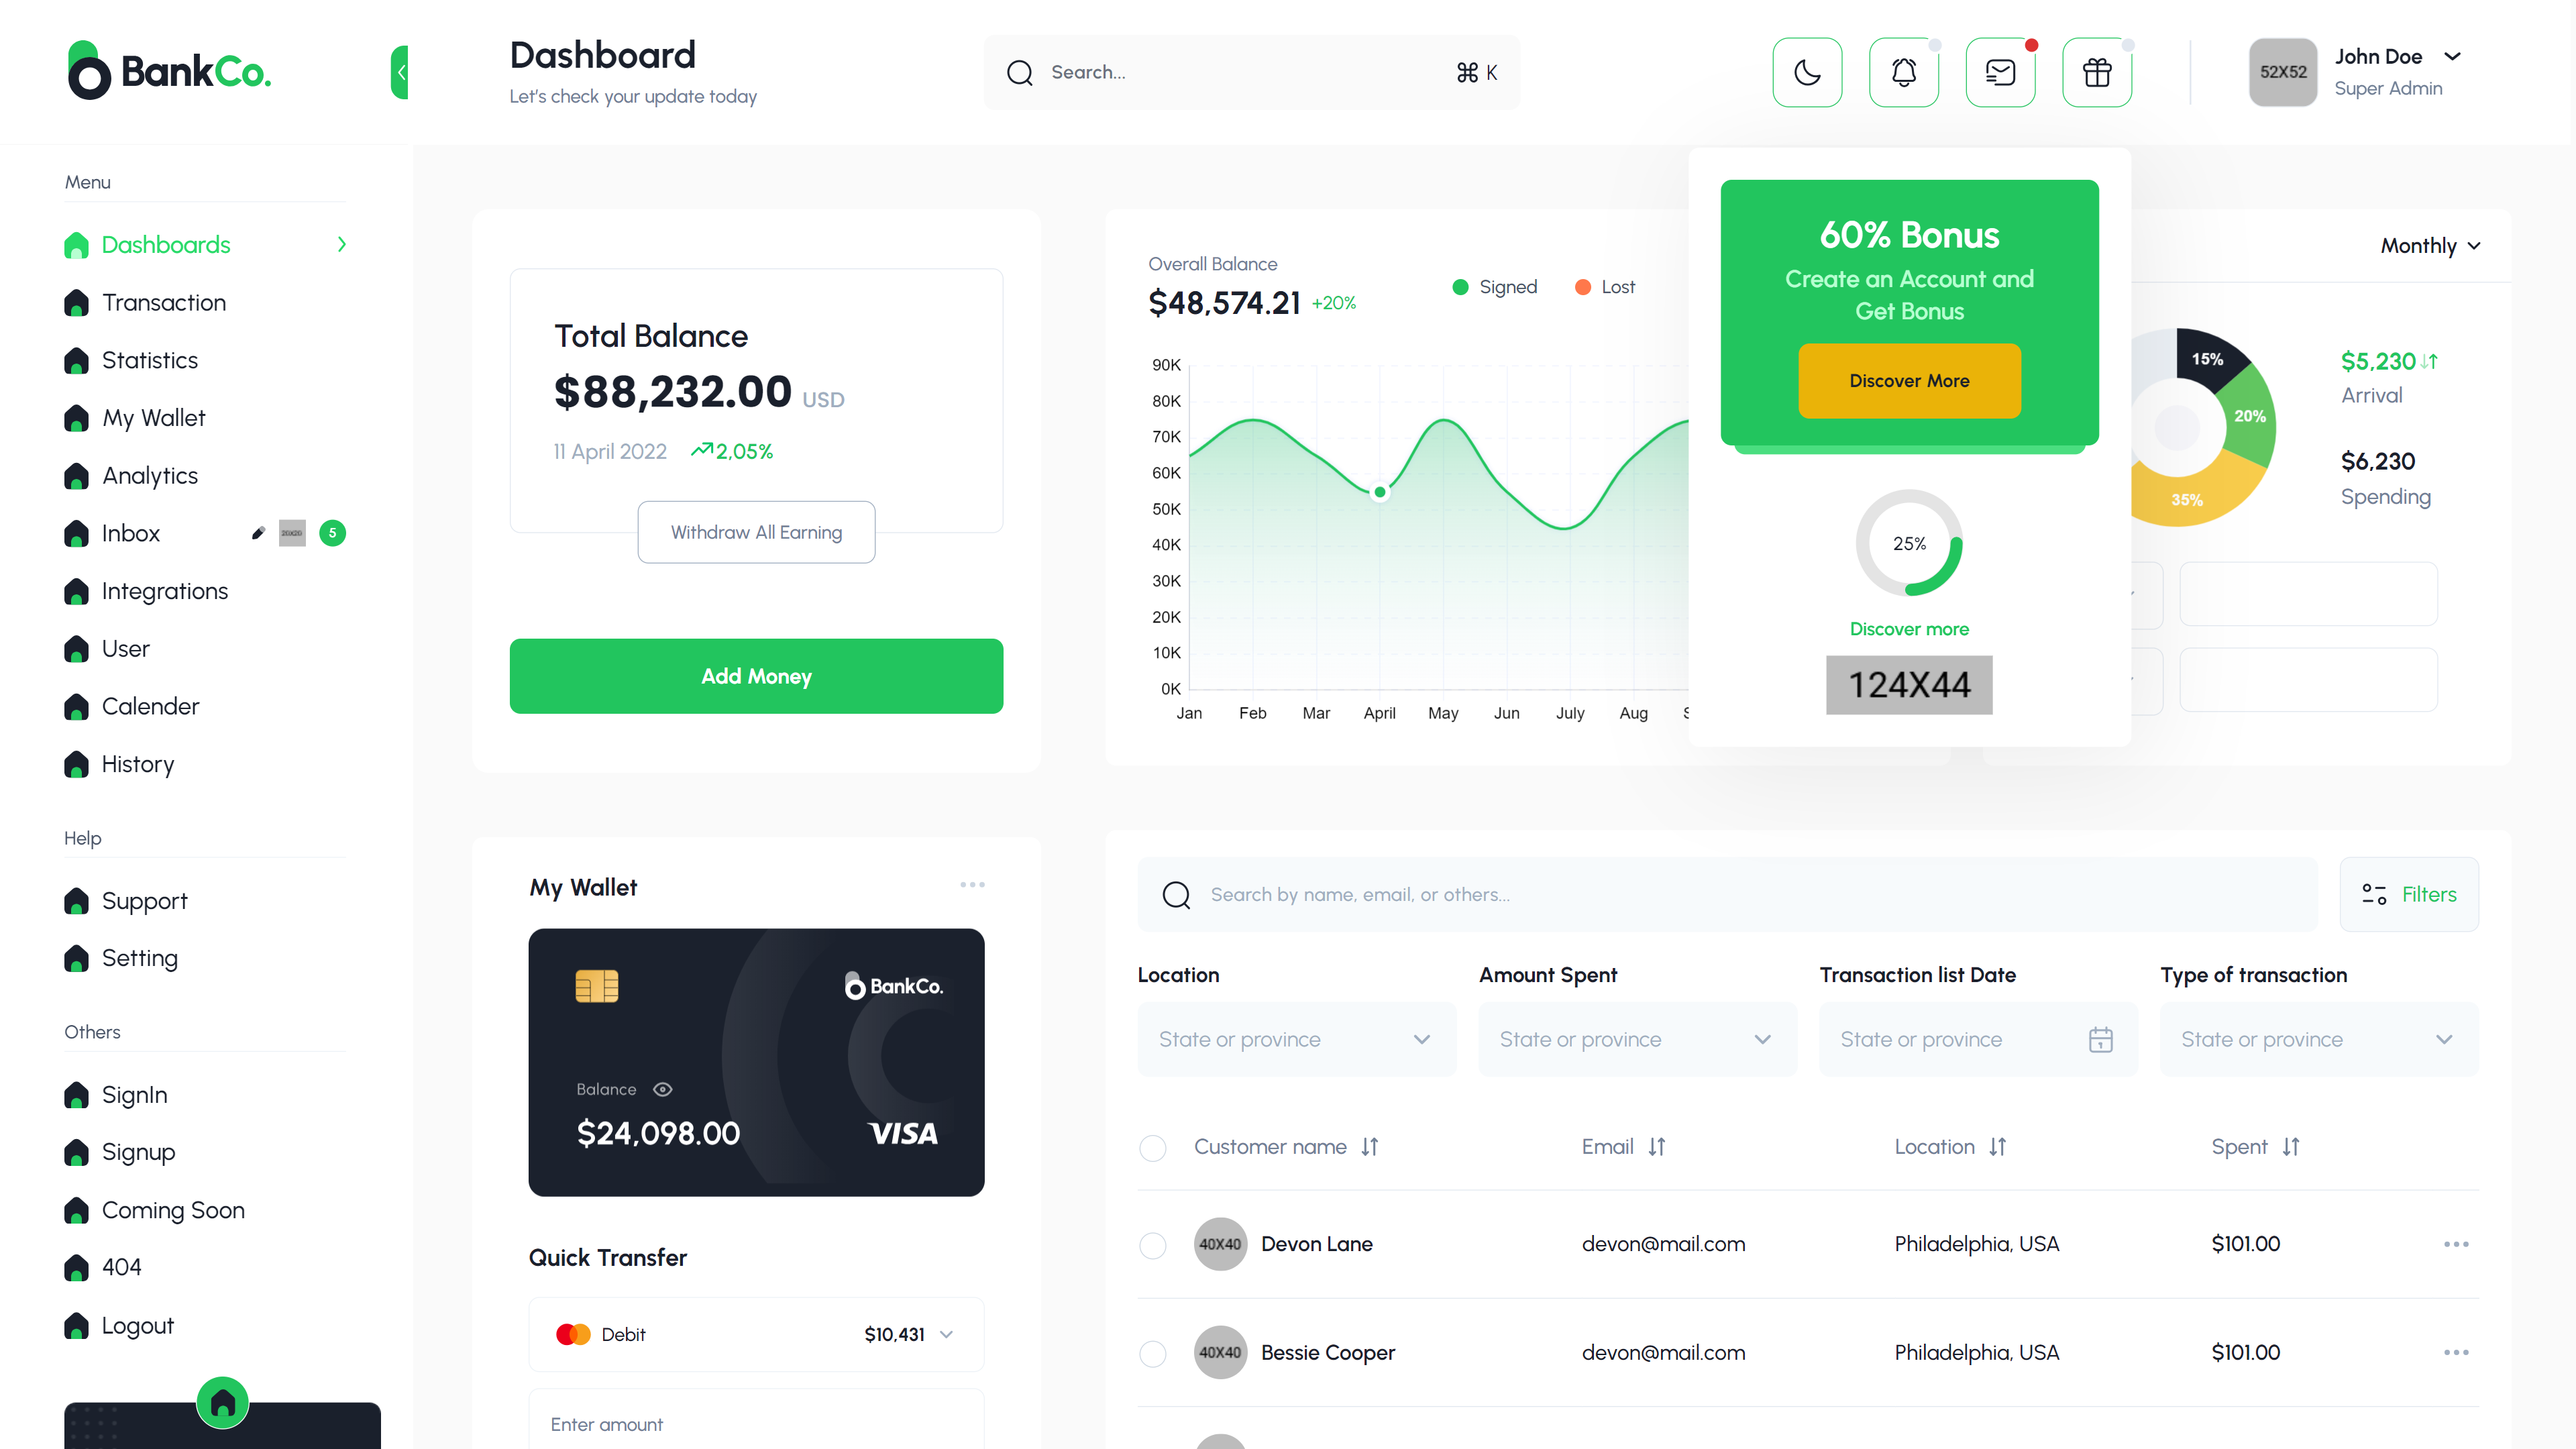 BankCo.
Dashboard
Let's check your update today
Search...
⌘ K
52X52
John Doe
Super Admin
Menu
Dashboards
Transaction
Statistics
My Wallet
Analytics
Inbox
5
Integrations
User
Calender
History
Help
Support
Setting
Others
SignIn
Signup
Coming Soon
404
Logout
Total Balance
$88,232.00 USD
11 April 2022 2,05%
Withdraw All Earning
Add Money
Overall Balance
$48,574.21 +20%
Signed
Lost
90K
80K
70K
60K
50K
40K
30K
20K
10K
0K
Jan Feb Mar April May Jun July Aug
60% Bonus
Create an Account and
Get Bonus
Discover More
25%
Discover more
124X44
Monthly
15%
20%
35%
$5,230
Arrival
$6,230
Spending
My Wallet
BankCo.
Balance
$24,098.00
VISA
Quick Transfer
Debit $10,431
Enter amount
Search by name, email, or others...
Filters
Location Amount Spent Transaction list Date Type of transaction
State or province State or province State or province State or province
Customer name Email Location Spent
40X40 Devon Lane devon@mail.com Philadelphia, USA $101.00
40X40 Bessie Cooper devon@mail.com Philadelphia, USA $101.00